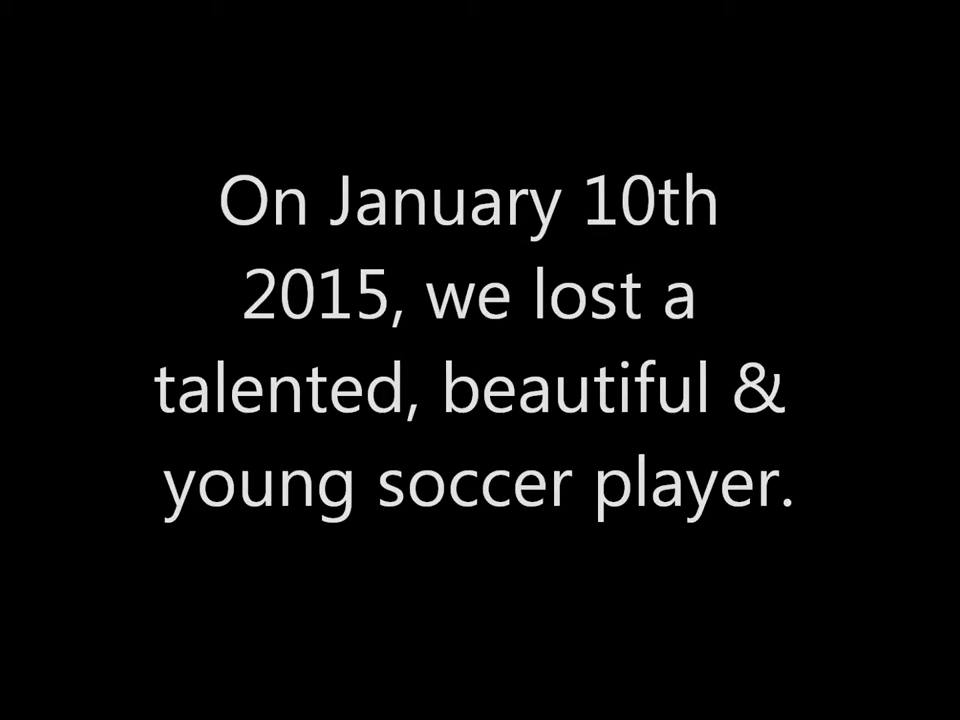 On January 10th
2015, we lost a
talented, beautiful &
young soccer player.